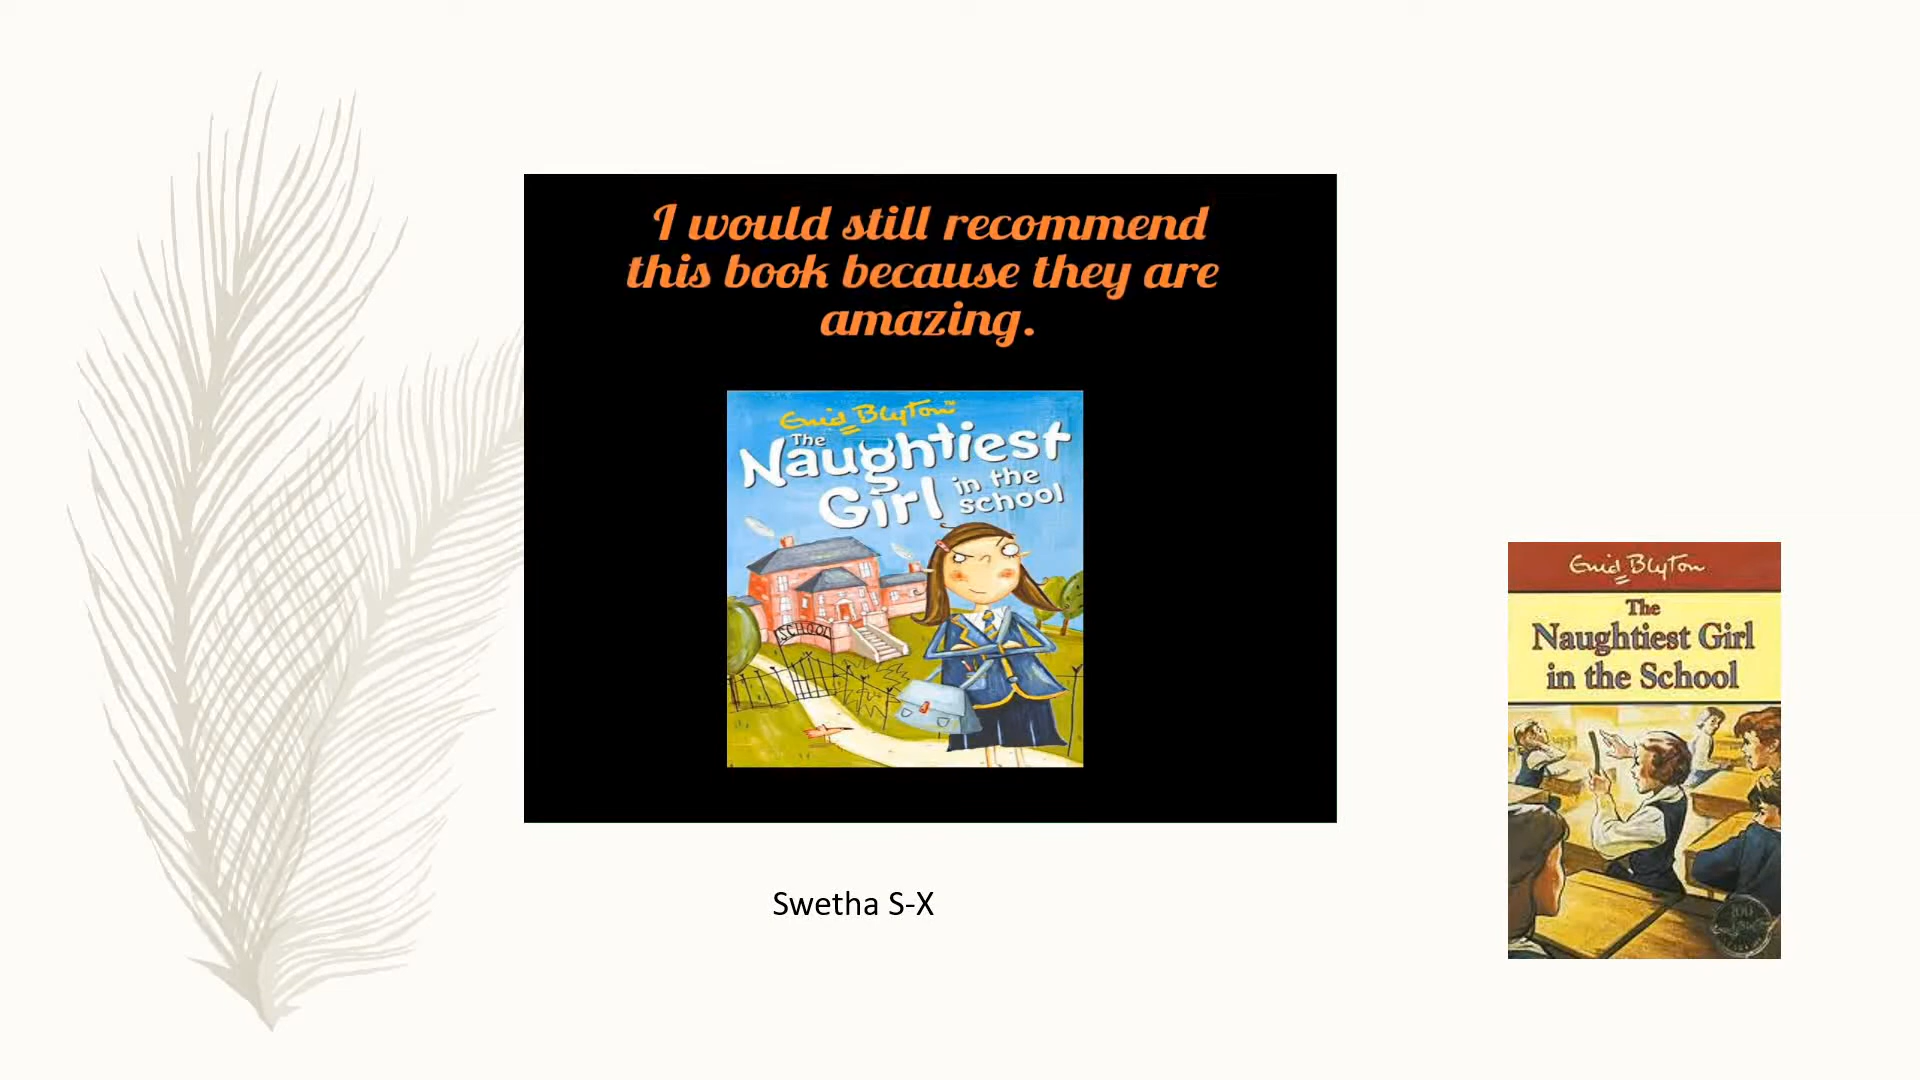 I would still recommend
this book because they are
amazing.
Enid Blyton™
The
Naughtiest
Girl in the
school
SCHOOL
Swetha S-X
Enid Blyton
The
Naughtiest Girl
in the School